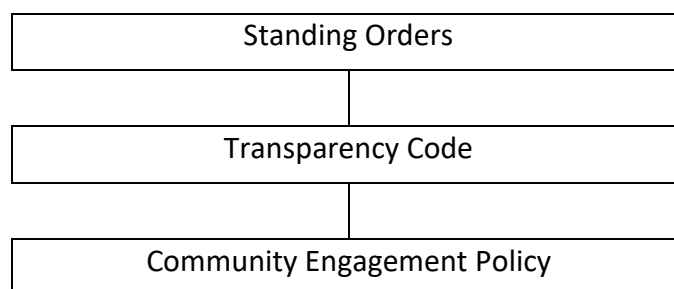 Standing Orders
Transparency Code
Community Engagement Policy